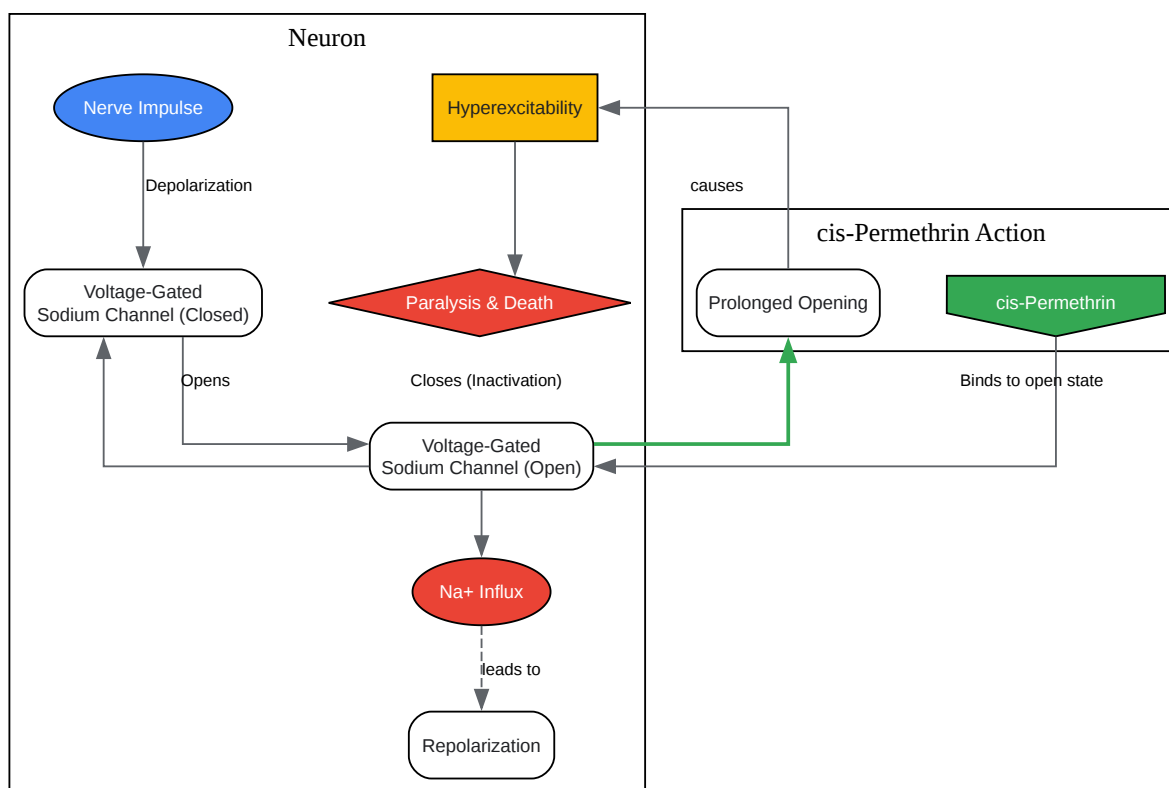 Neuron
Nerve Impulse
Hyperexcitability
Depolarization
causes
cis-Permethrin Action
Voltage-Gated
Sodium Channel (Closed)
Paralysis & Death
Prolonged Opening
cis-Permethrin
Opens
Closes (Inactivation)
Binds to open state
Voltage-Gated
Sodium Channel (Open)
Na+ Influx
leads to
Repolarization